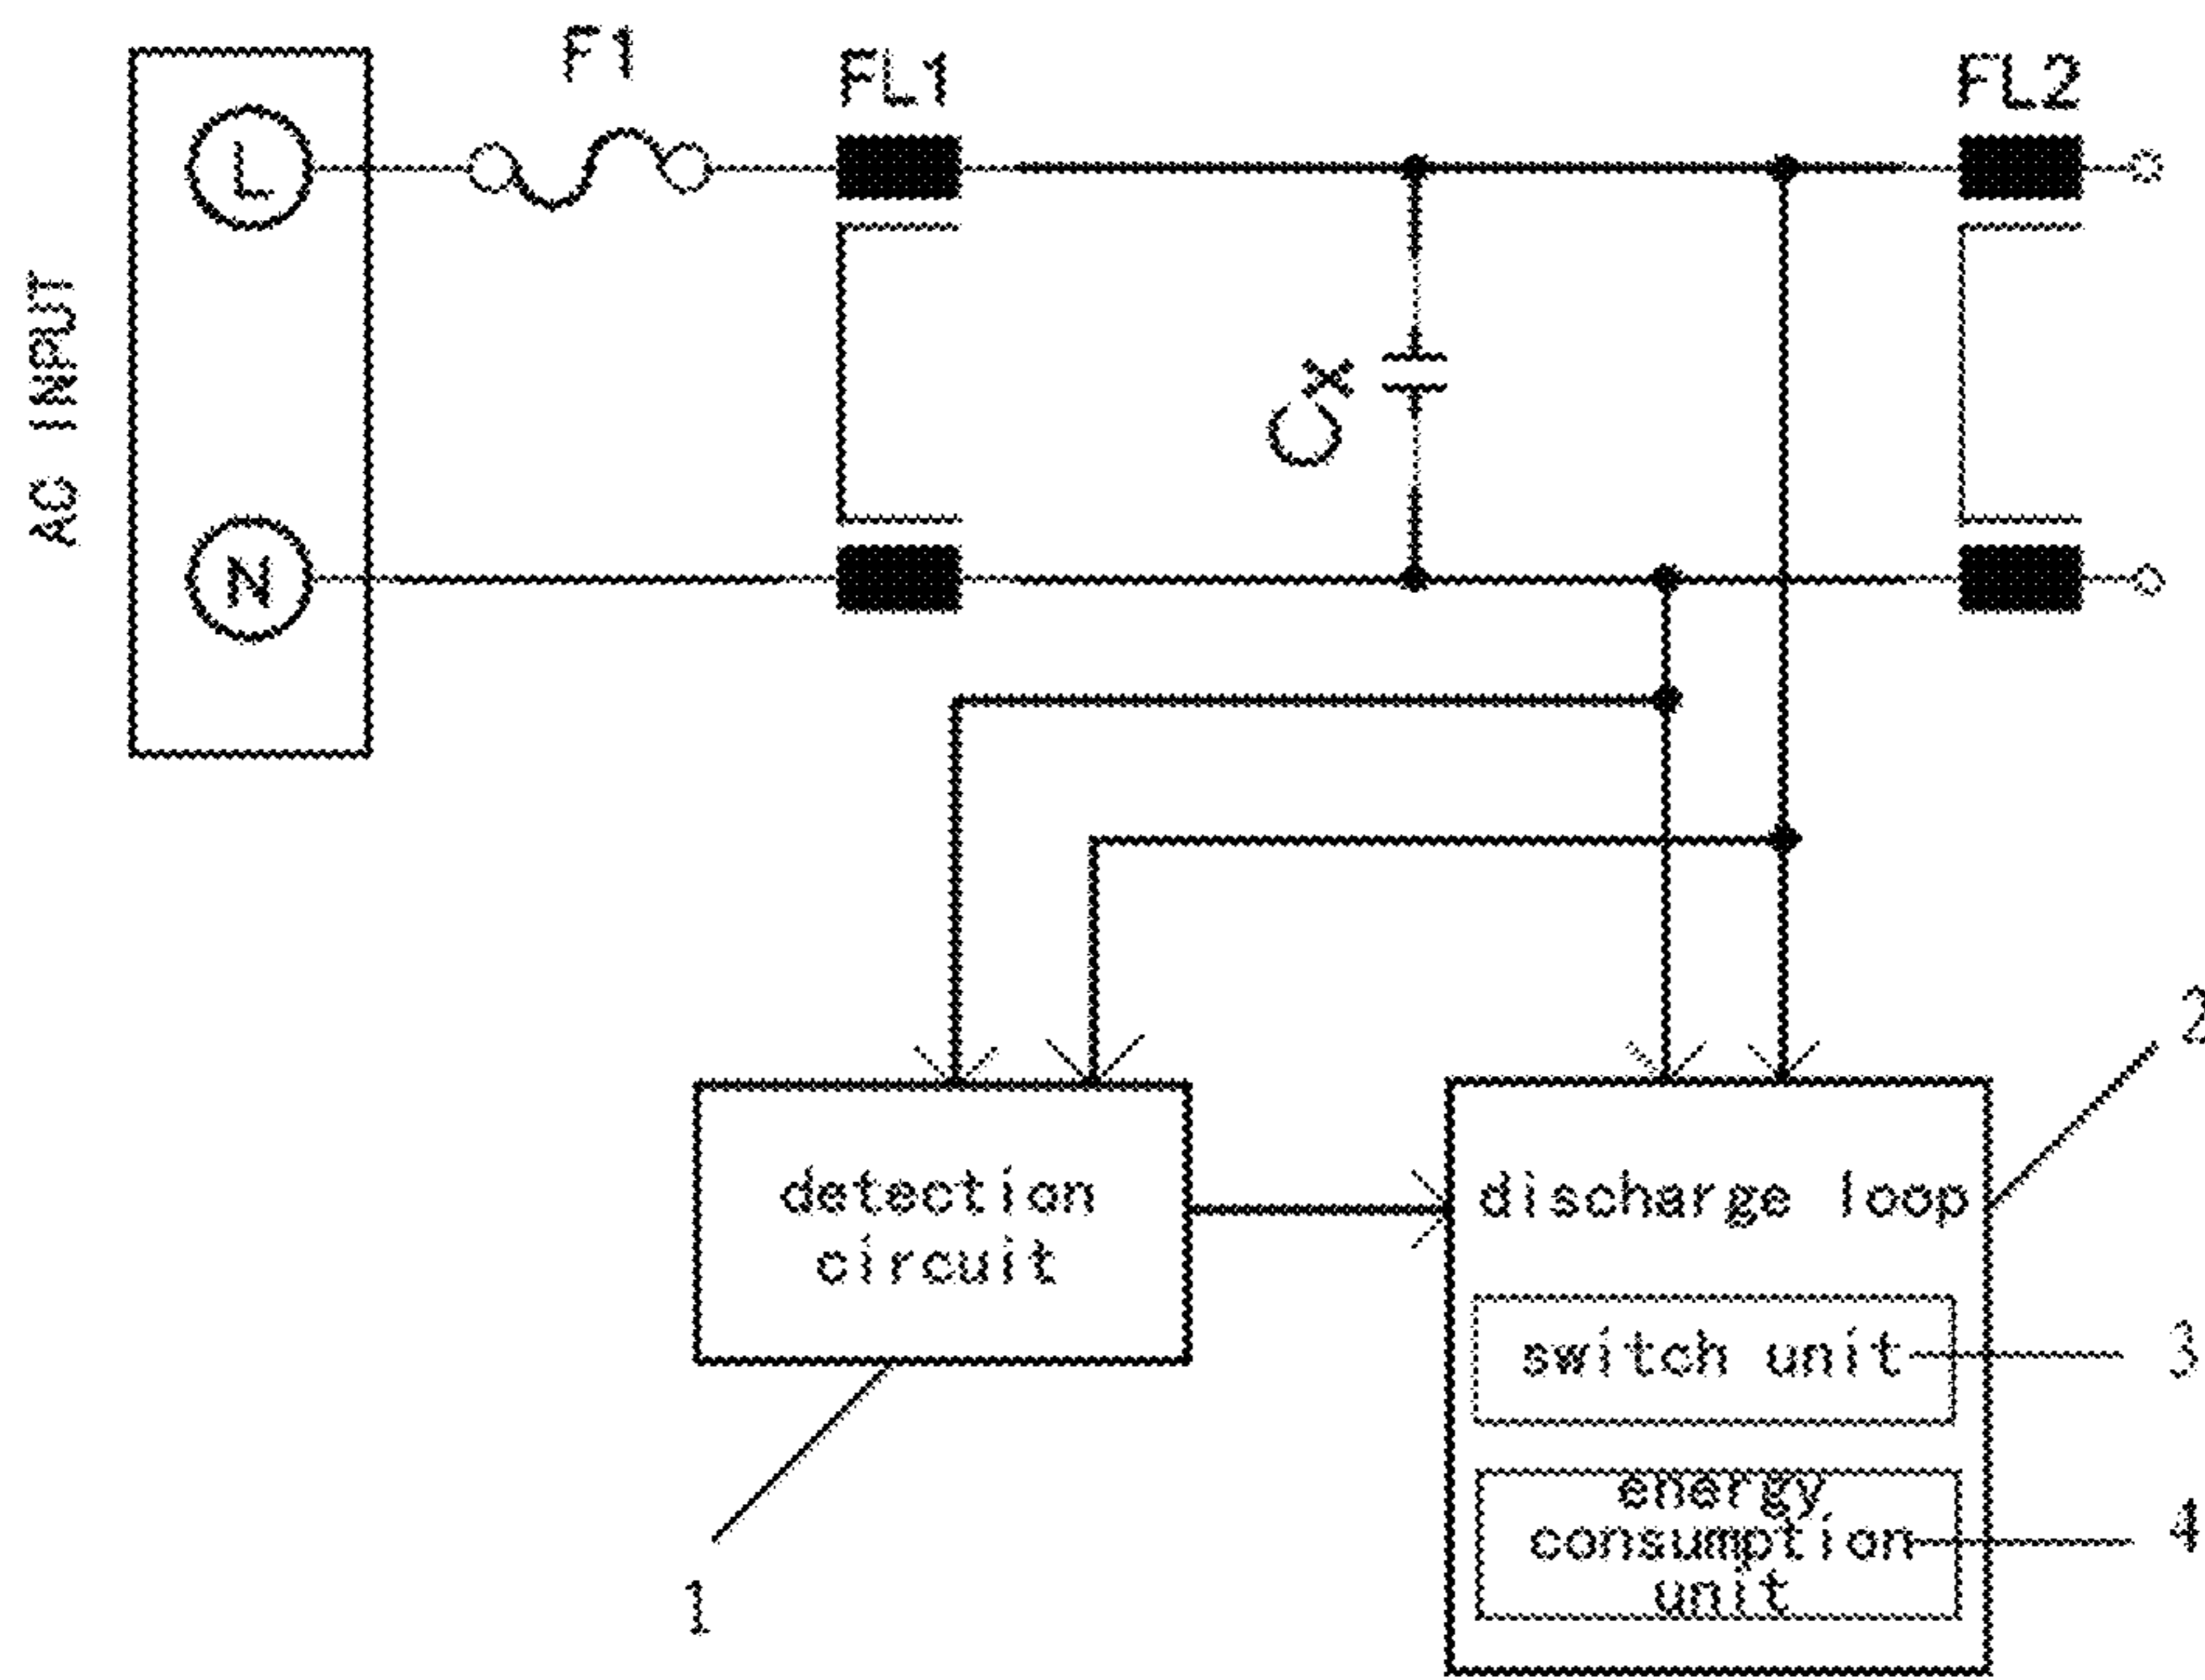 F1
FL1
FL2
L
AC INPUT
Cx
N
2
detection
circuit
discharge loop
switch unit
3
energy
consumption
unit
4
1